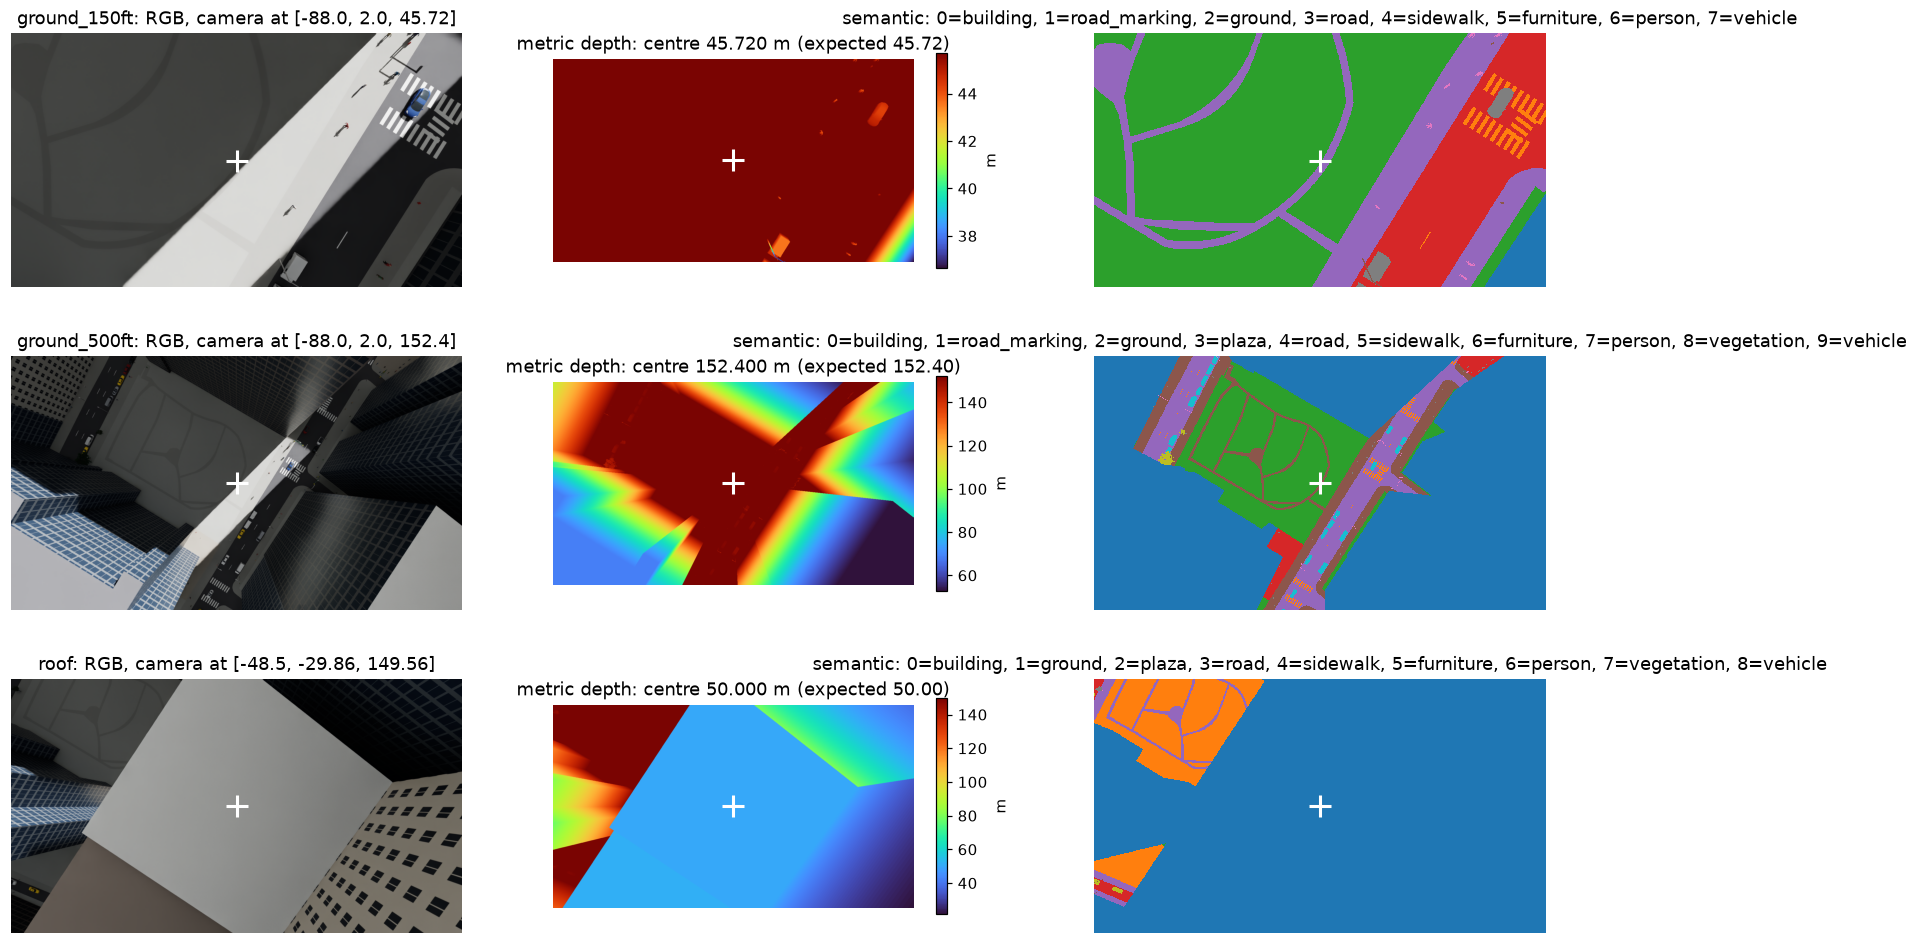 ground_150ft: RGB, camera at [-88.0, 2.0, 45.72]
metric depth: centre 45.720 m (expected 45.72)
44
42
40
38
m
semantic: 0=building, 1=road_marking, 2=ground, 3=road, 4=sidewalk, 5=furniture, 6=person, 7=vehicle
ground_500ft: RGB, camera at [-88.0, 2.0, 152.4]
metric depth: centre 152.400 m (expected 152.40)
140
120
100
80
60
m
semantic: 0=building, 1=road_marking, 2=ground, 3=plaza, 4=road, 5=sidewalk, 6=furniture, 7=person, 8=vegetation, 9=vehicle
roof: RGB, camera at [-48.5, -29.86, 149.56]
metric depth: centre 50.000 m (expected 50.00)
140
120
100
80
60
40
m
semantic: 0=building, 1=ground, 2=plaza, 3=road, 4=sidewalk, 5=furniture, 6=person, 7=vegetation, 8=vehicle